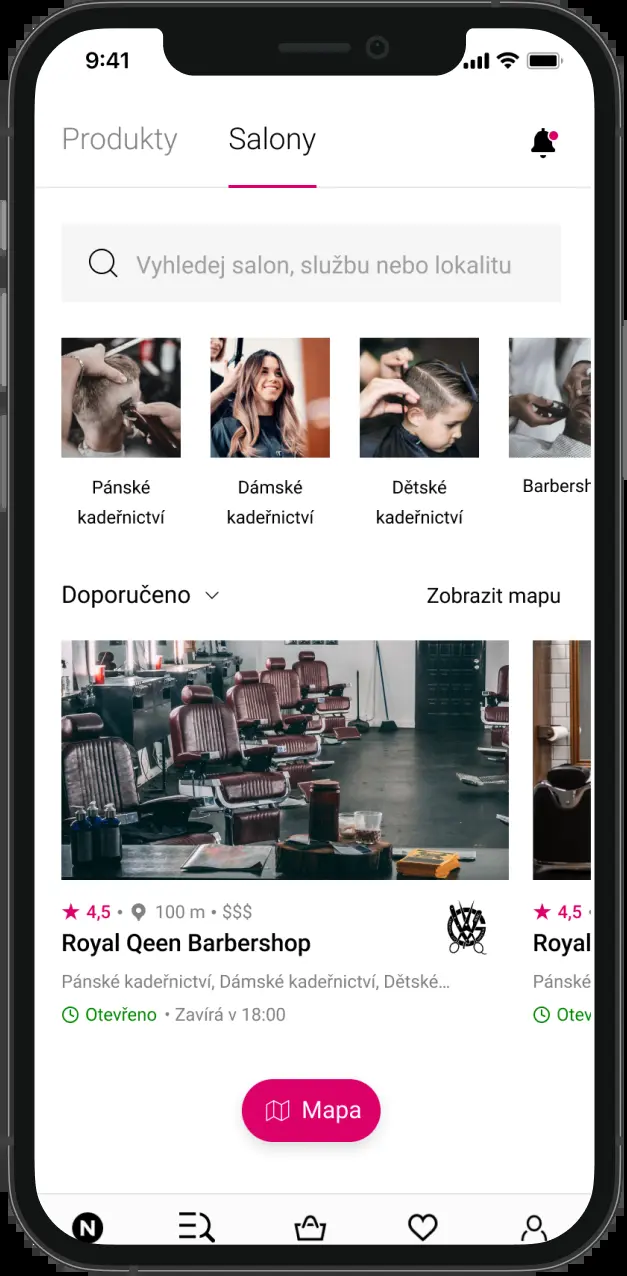 9:41
Produkty
Salony
Vyhledej salon, službu nebo lokalitu
Pánské
kadeřnictví
Dámské
kadeřnictví
Dětské
kadeřnictví
Barbersh
Doporučeno
Zobrazit mapu
4,5 • 100 m • $$$
Royal Qeen Barbershop
Pánské kadeřnictví, Dámské kadeřnictví, Dětské…
Otevřeno • Zavírá v 18:00
4,5 •
Royal
Pánské
Otev
Mapa
N